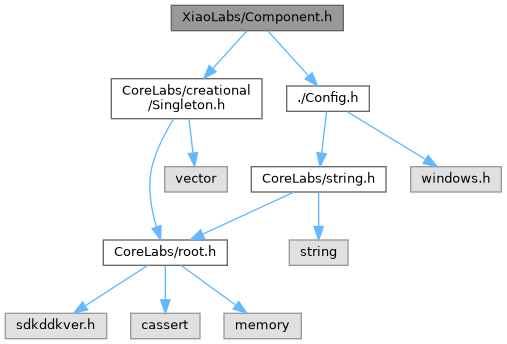 XiaoLabs/Component.h
CoreLabs/creational
/Singleton.h
./Config.h
vector
CoreLabs/string.h
windows.h
CoreLabs/root.h
string
sdkddkver.h
cassert
memory